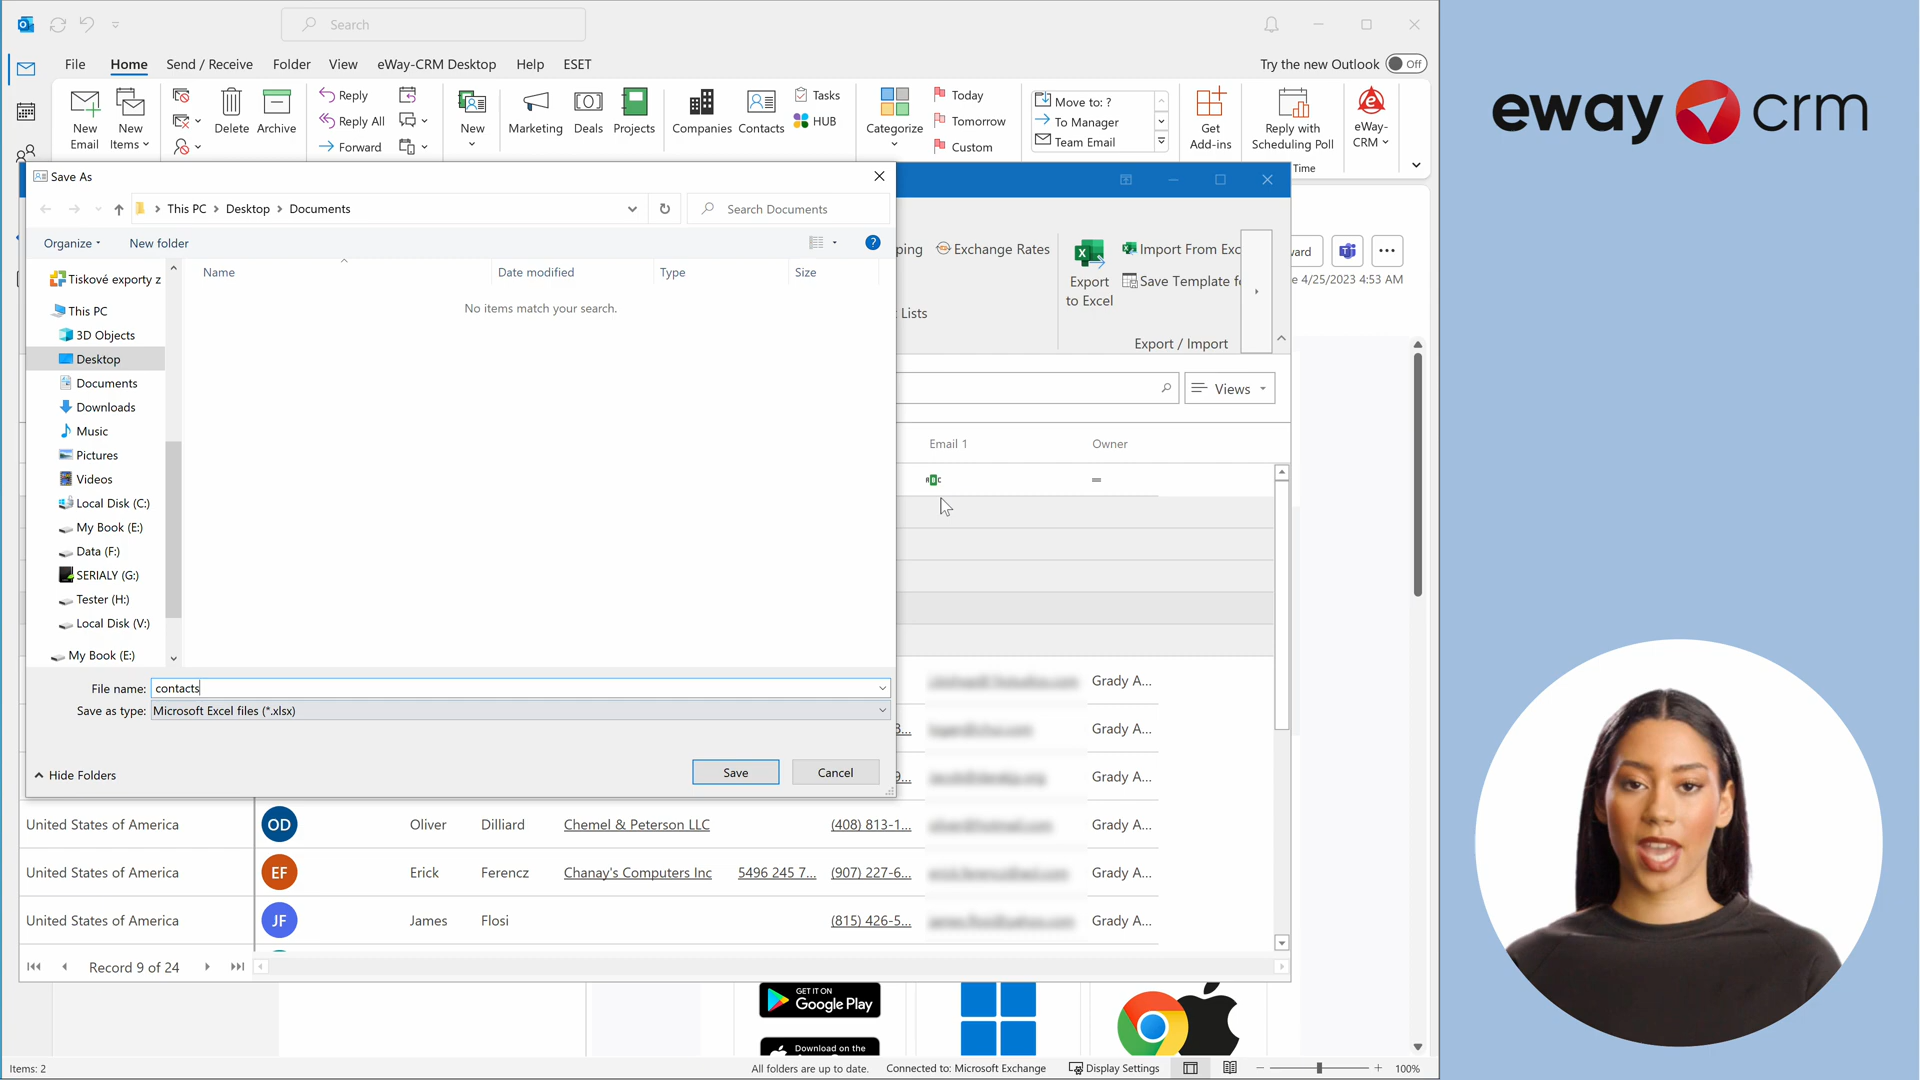 Search
File Home Send / Receive Folder View eWay-CRM Desktop Help ESET
Try the new Outlook Off
New Email
New Items
Delete
Archive
Reply
Reply All
Forward
New
Marketing
Deals
Projects
Companies
Contacts
Tasks
HUB
Categorize
Today
Tomorrow
Custom
Move to: ?
To Manager
Team Email
Get Add-ins
Reply with Scheduling Poll
eWay-CRM
Time
eway crm
Save As
This PC > Desktop > Documents
Search Documents
Organize New folder
Name Date modified Type Size
No items match your search.
Tiskové exporty z
This PC
3D Objects
Desktop
Documents
Downloads
Music
Pictures
Videos
Local Disk (C:)
My Book (E:)
Data (F:)
SERIALY (G:)
Tester (H:)
Local Disk (V:)
My Book (E:)
File name: contacts
Save as type: Microsoft Excel files (*.xlsx)
Hide Folders
Save Cancel
ping Exchange Rates
Lists
Export to Excel
Import From Exc
Save Template fo
Export / Import
ward
e 4/25/2023 4:53 AM
Views
Email 1 Owner
Grady A...
3... Grady A...
9... Grady A...
United States of America OD Oliver Dilliard Chemel & Peterson LLC (408) 813-1... Grady A...
United States of America EF Erick Ferencz Chanay's Computers Inc 5496 245 7... (907) 227-6... Grady A...
United States of America JF James Flosi (815) 426-5... Grady A...
Record 9 of 24
GET IT ON
Google Play
Download on the
Items: 2
All folders are up to date. Connected to: Microsoft Exchange Display Settings 100%